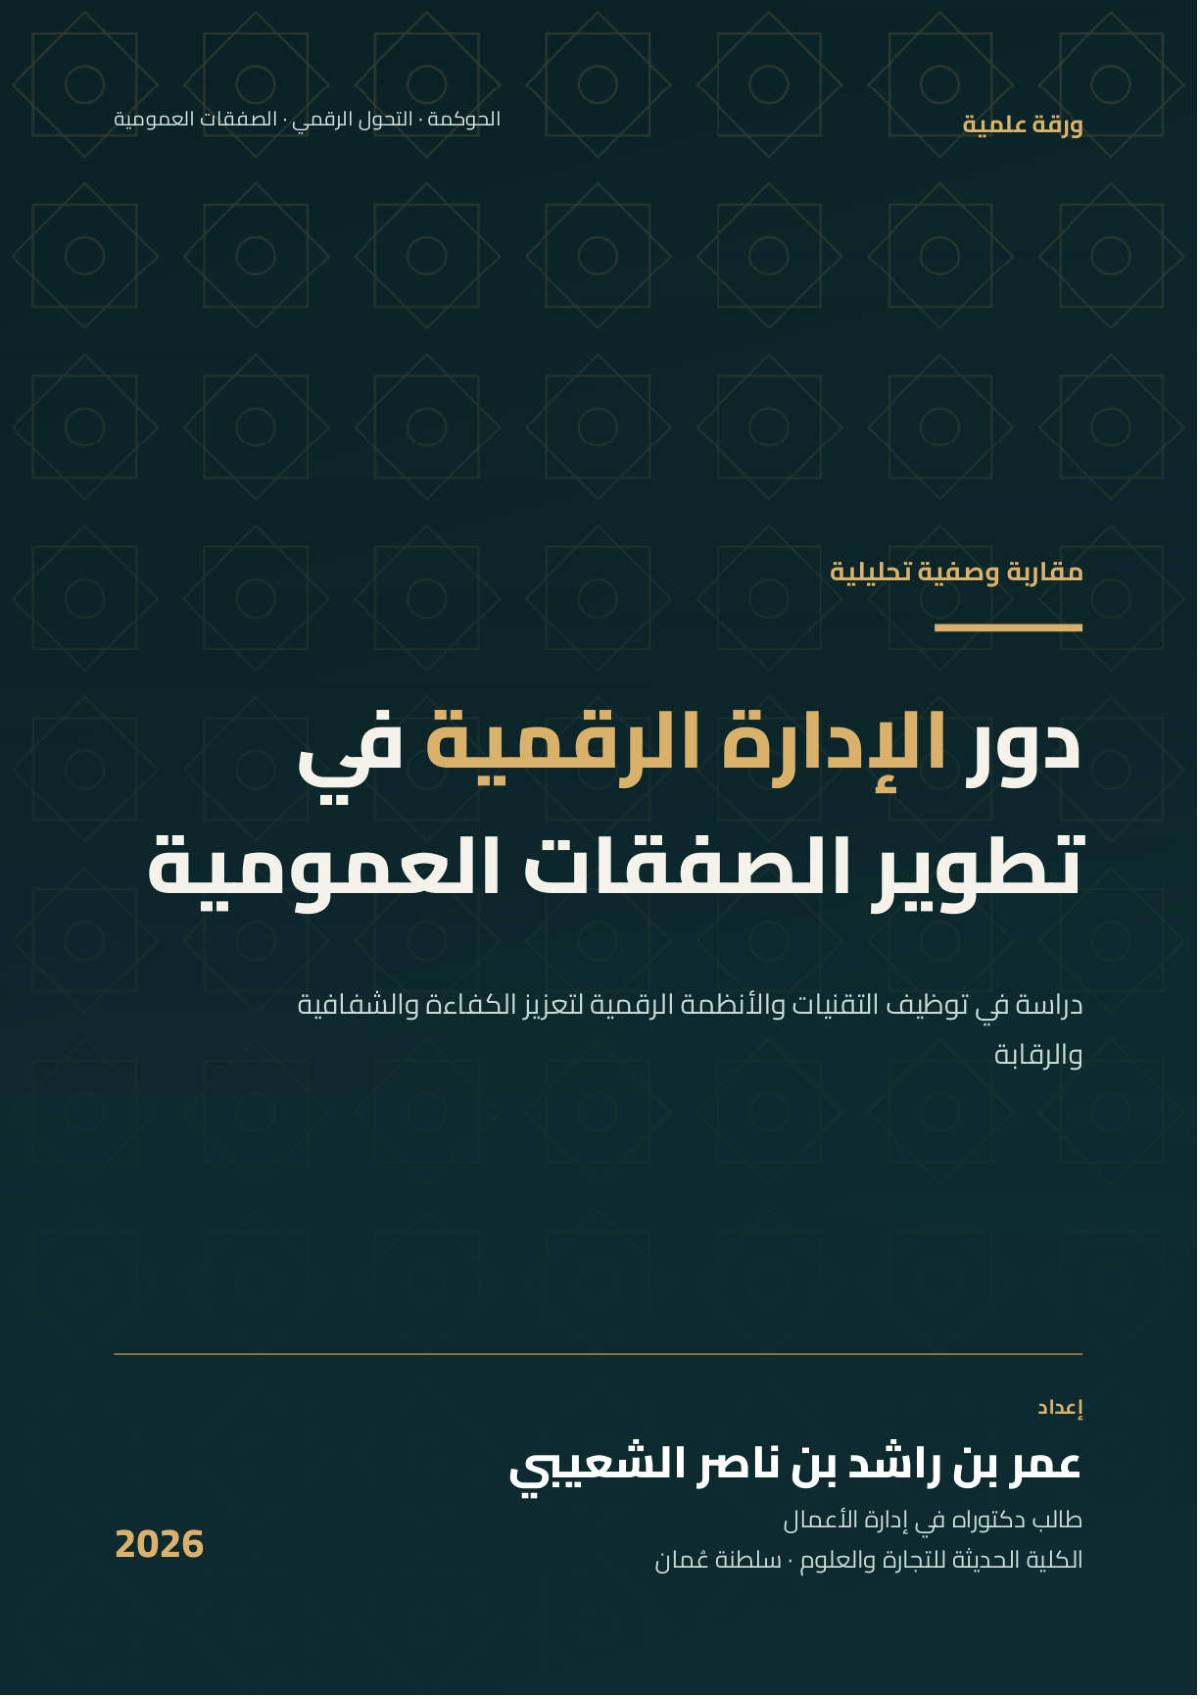 ورقة علمية
الحوكمة · التحول الرقمي · الصفقات العمومية
مقاربة وصفية تحليلية
دور الإدارة الرقمية في
تطوير الصفقات العمومية
دراسة في توظيف التقنيات والأنظمة الرقمية لتعزيز الكفاءة والشفافية
والرقابة
إعداد
عمر بن راشد بن ناصر الشعيبي
طالب دكتوراه في إدارة الأعمال
الكلية الحديثة للتجارة والعلوم · سلطنة عُمان
2026